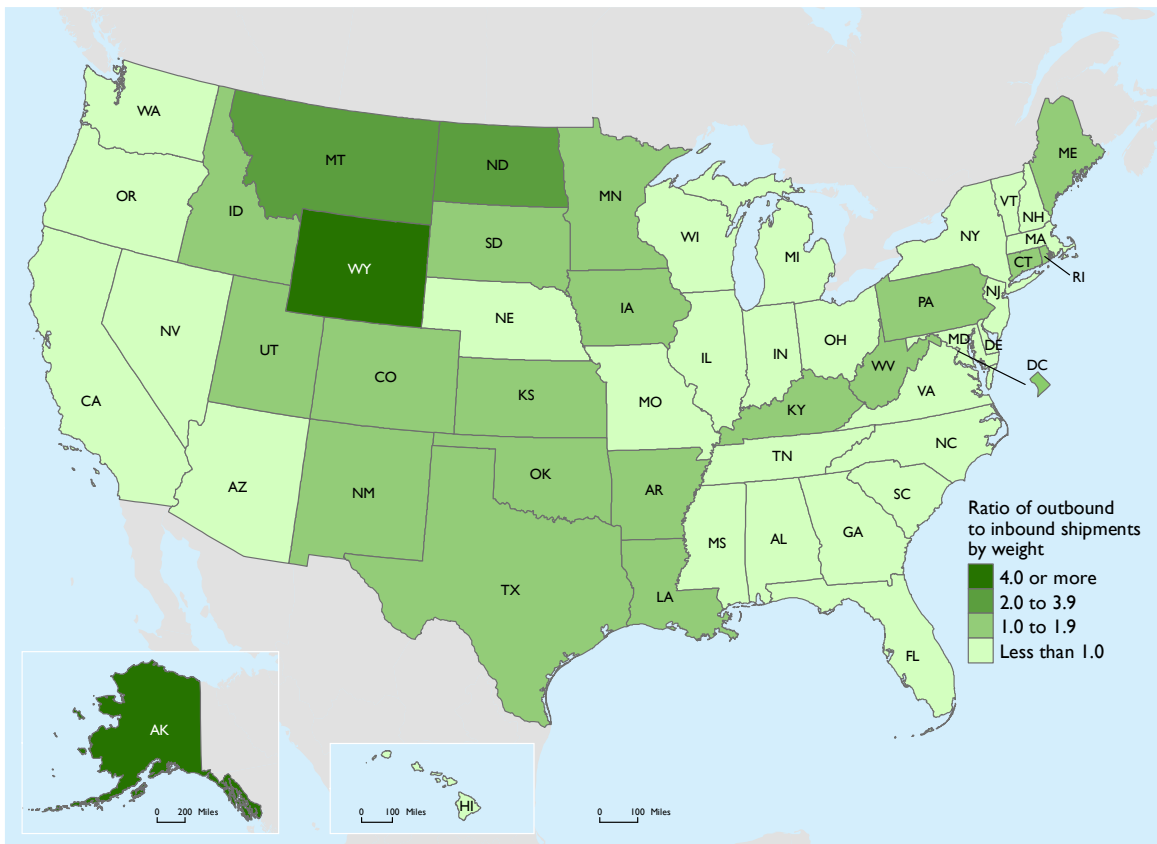 WA
MT
ND
ME
MN
OR
ID
VT
NH
SD
WI
NY
MA
MI
WY
CT
RI
PA
NJ
IA
NE
NV
OH
MD
DE
UT
IL
IN
DC
CO
WV
KS
VA
CA
MO
KY
NC
TN
OK
AZ
NM
AR
SC
MS
AL
GA
TX
LA
FL
Ratio of outbound
to inbound shipments
by weight
4.0 or more
2.0 to 3.9
1.0 to 1.9
Less than 1.0
AK
0 200 Miles
HI
0 100 Miles
0 100 Miles